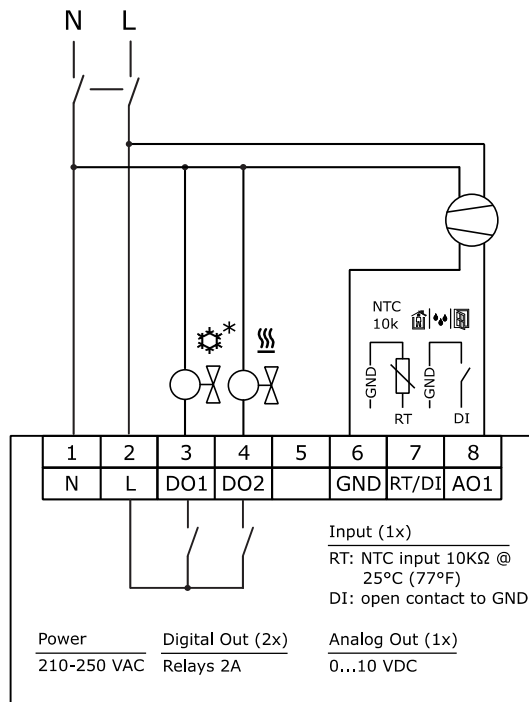 N L
NTC
10k
GND
RT
GND
DI
1 2 3 4 5 6 7 8
N L DO1 DO2 GND RT/DI AO1
Input (1x)
RT: NTC input 10KΩ @
25°C (77°F)
DI: open contact to GND
Power
210-250 VAC
Digital Out (2x)
Relays 2A
Analog Out (1x)
0...10 VDC